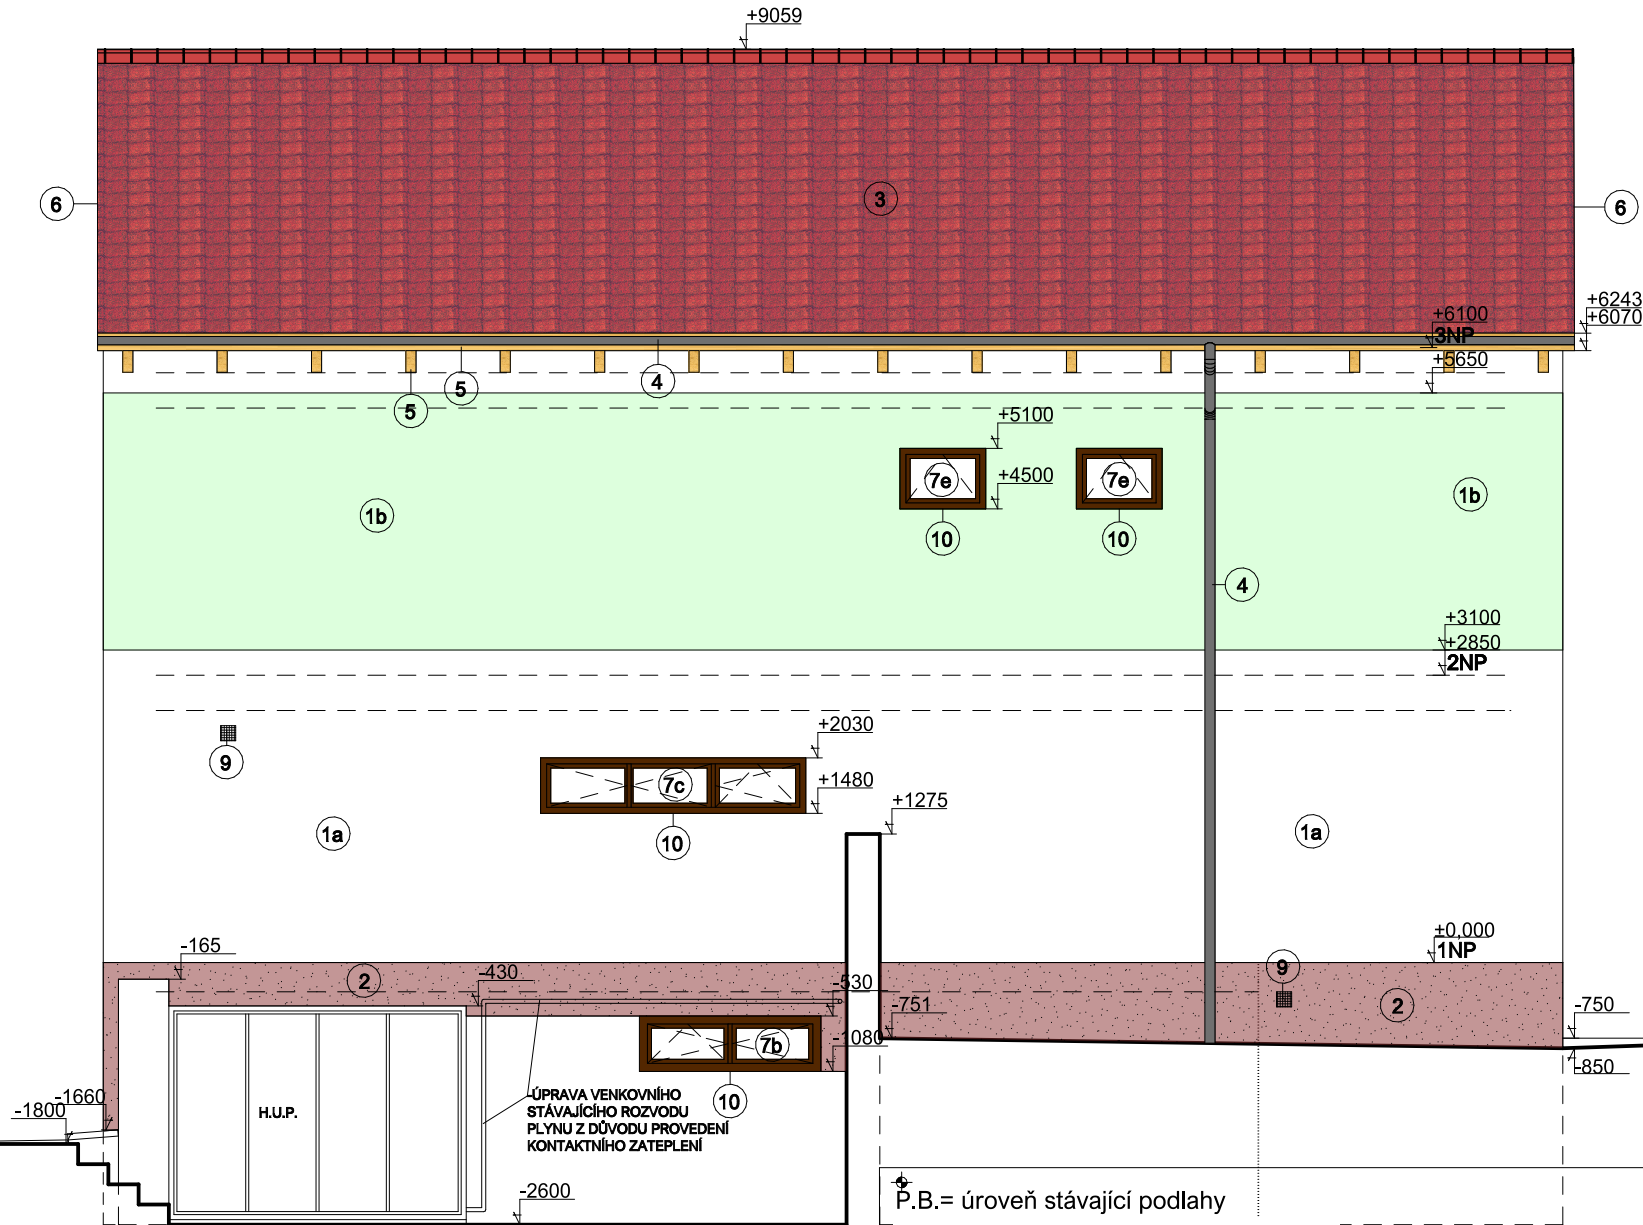 +9059
6
3
6
+6243
+6100
+6070
3NP
+5650
5
4
5
+5100
7e
+4500
7e
1b
1b
10
10
4
+3100
+2850
2NP
+2030
9
7c
+1480
+1275
1a
10
1a
±0,000
1NP
-165
2
-430
-530
9
-751
2
-750
-1080
7b
-850
-1660
-1800
H.U.P.
10
-ÚPRAVA VENKOVNÍHO
STÁVAJÍCÍHO ROZVODU
PLYNU Z DŮVODU PROVEDENÍ
KONTAKTNÍHO ZATEPLENÍ
-2600
P.B.= úroveň stávající podlahy